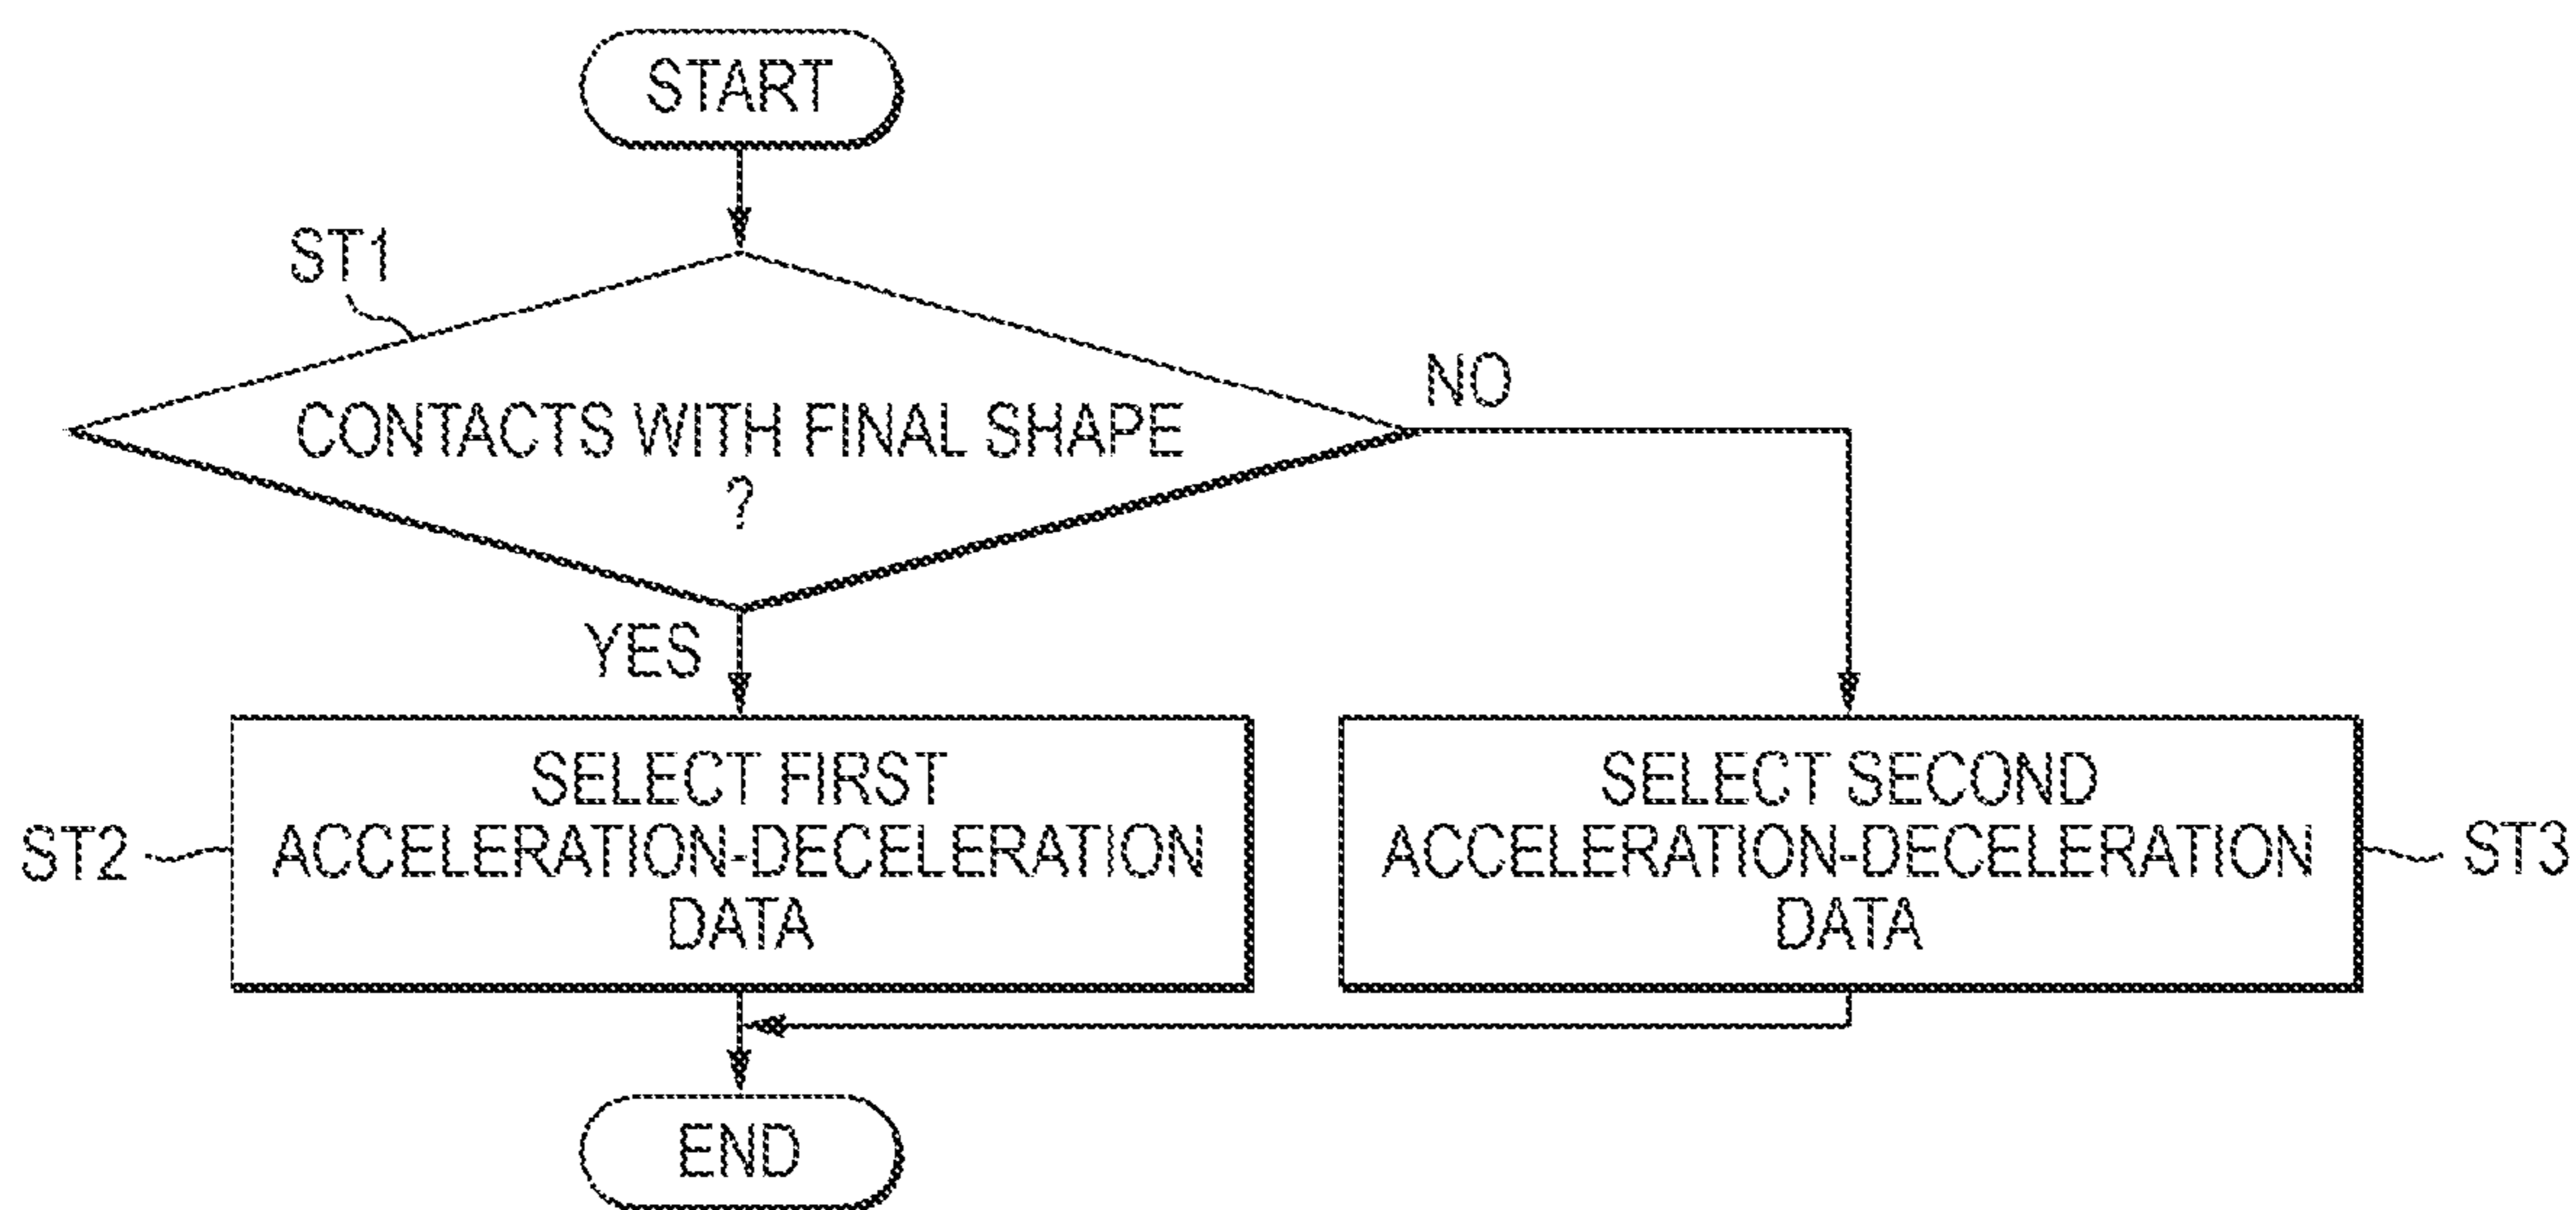 START
ST1
CONTACTS WITH FINAL SHAPE
?
NO
YES
SELECT FIRST
ACCELERATION-DECELERATION
DATA
ST2
SELECT SECOND
ACCELERATION-DECELERATION
DATA
ST3
END